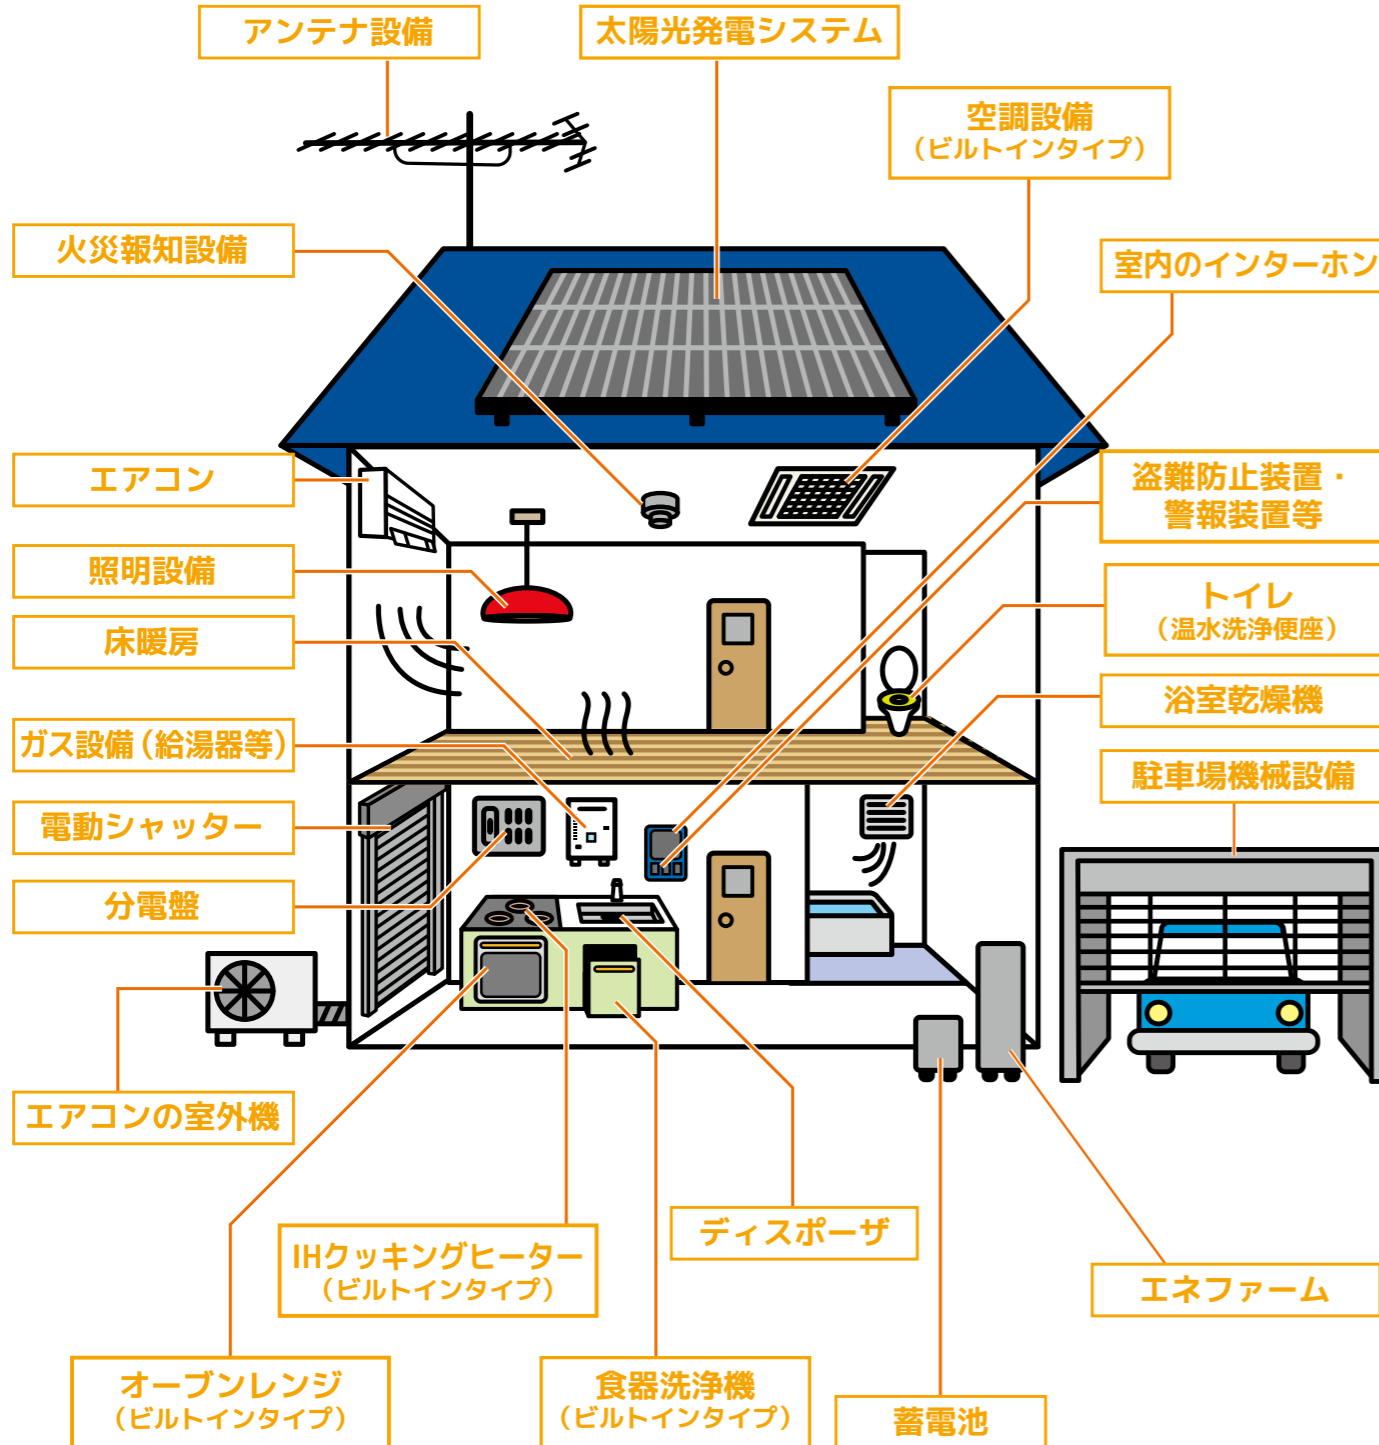 アンテナ設備
太陽光発電システム
空調設備
（ビルトインタイプ）
火災報知設備
室内のインターホン
エアコン
盗難防止装置・
警報装置等
照明設備
トイレ
（温水洗浄便座）
床暖房
浴室乾燥機
ガス設備（給湯器等）
駐車場機械設備
電動シャッター
分電盤
エアコンの室外機
ディスポーザ
IHクッキングヒーター
（ビルトインタイプ）
エネファーム
オーブンレンジ
（ビルトインタイプ）
食器洗浄機
（ビルトインタイプ）
蓄電池